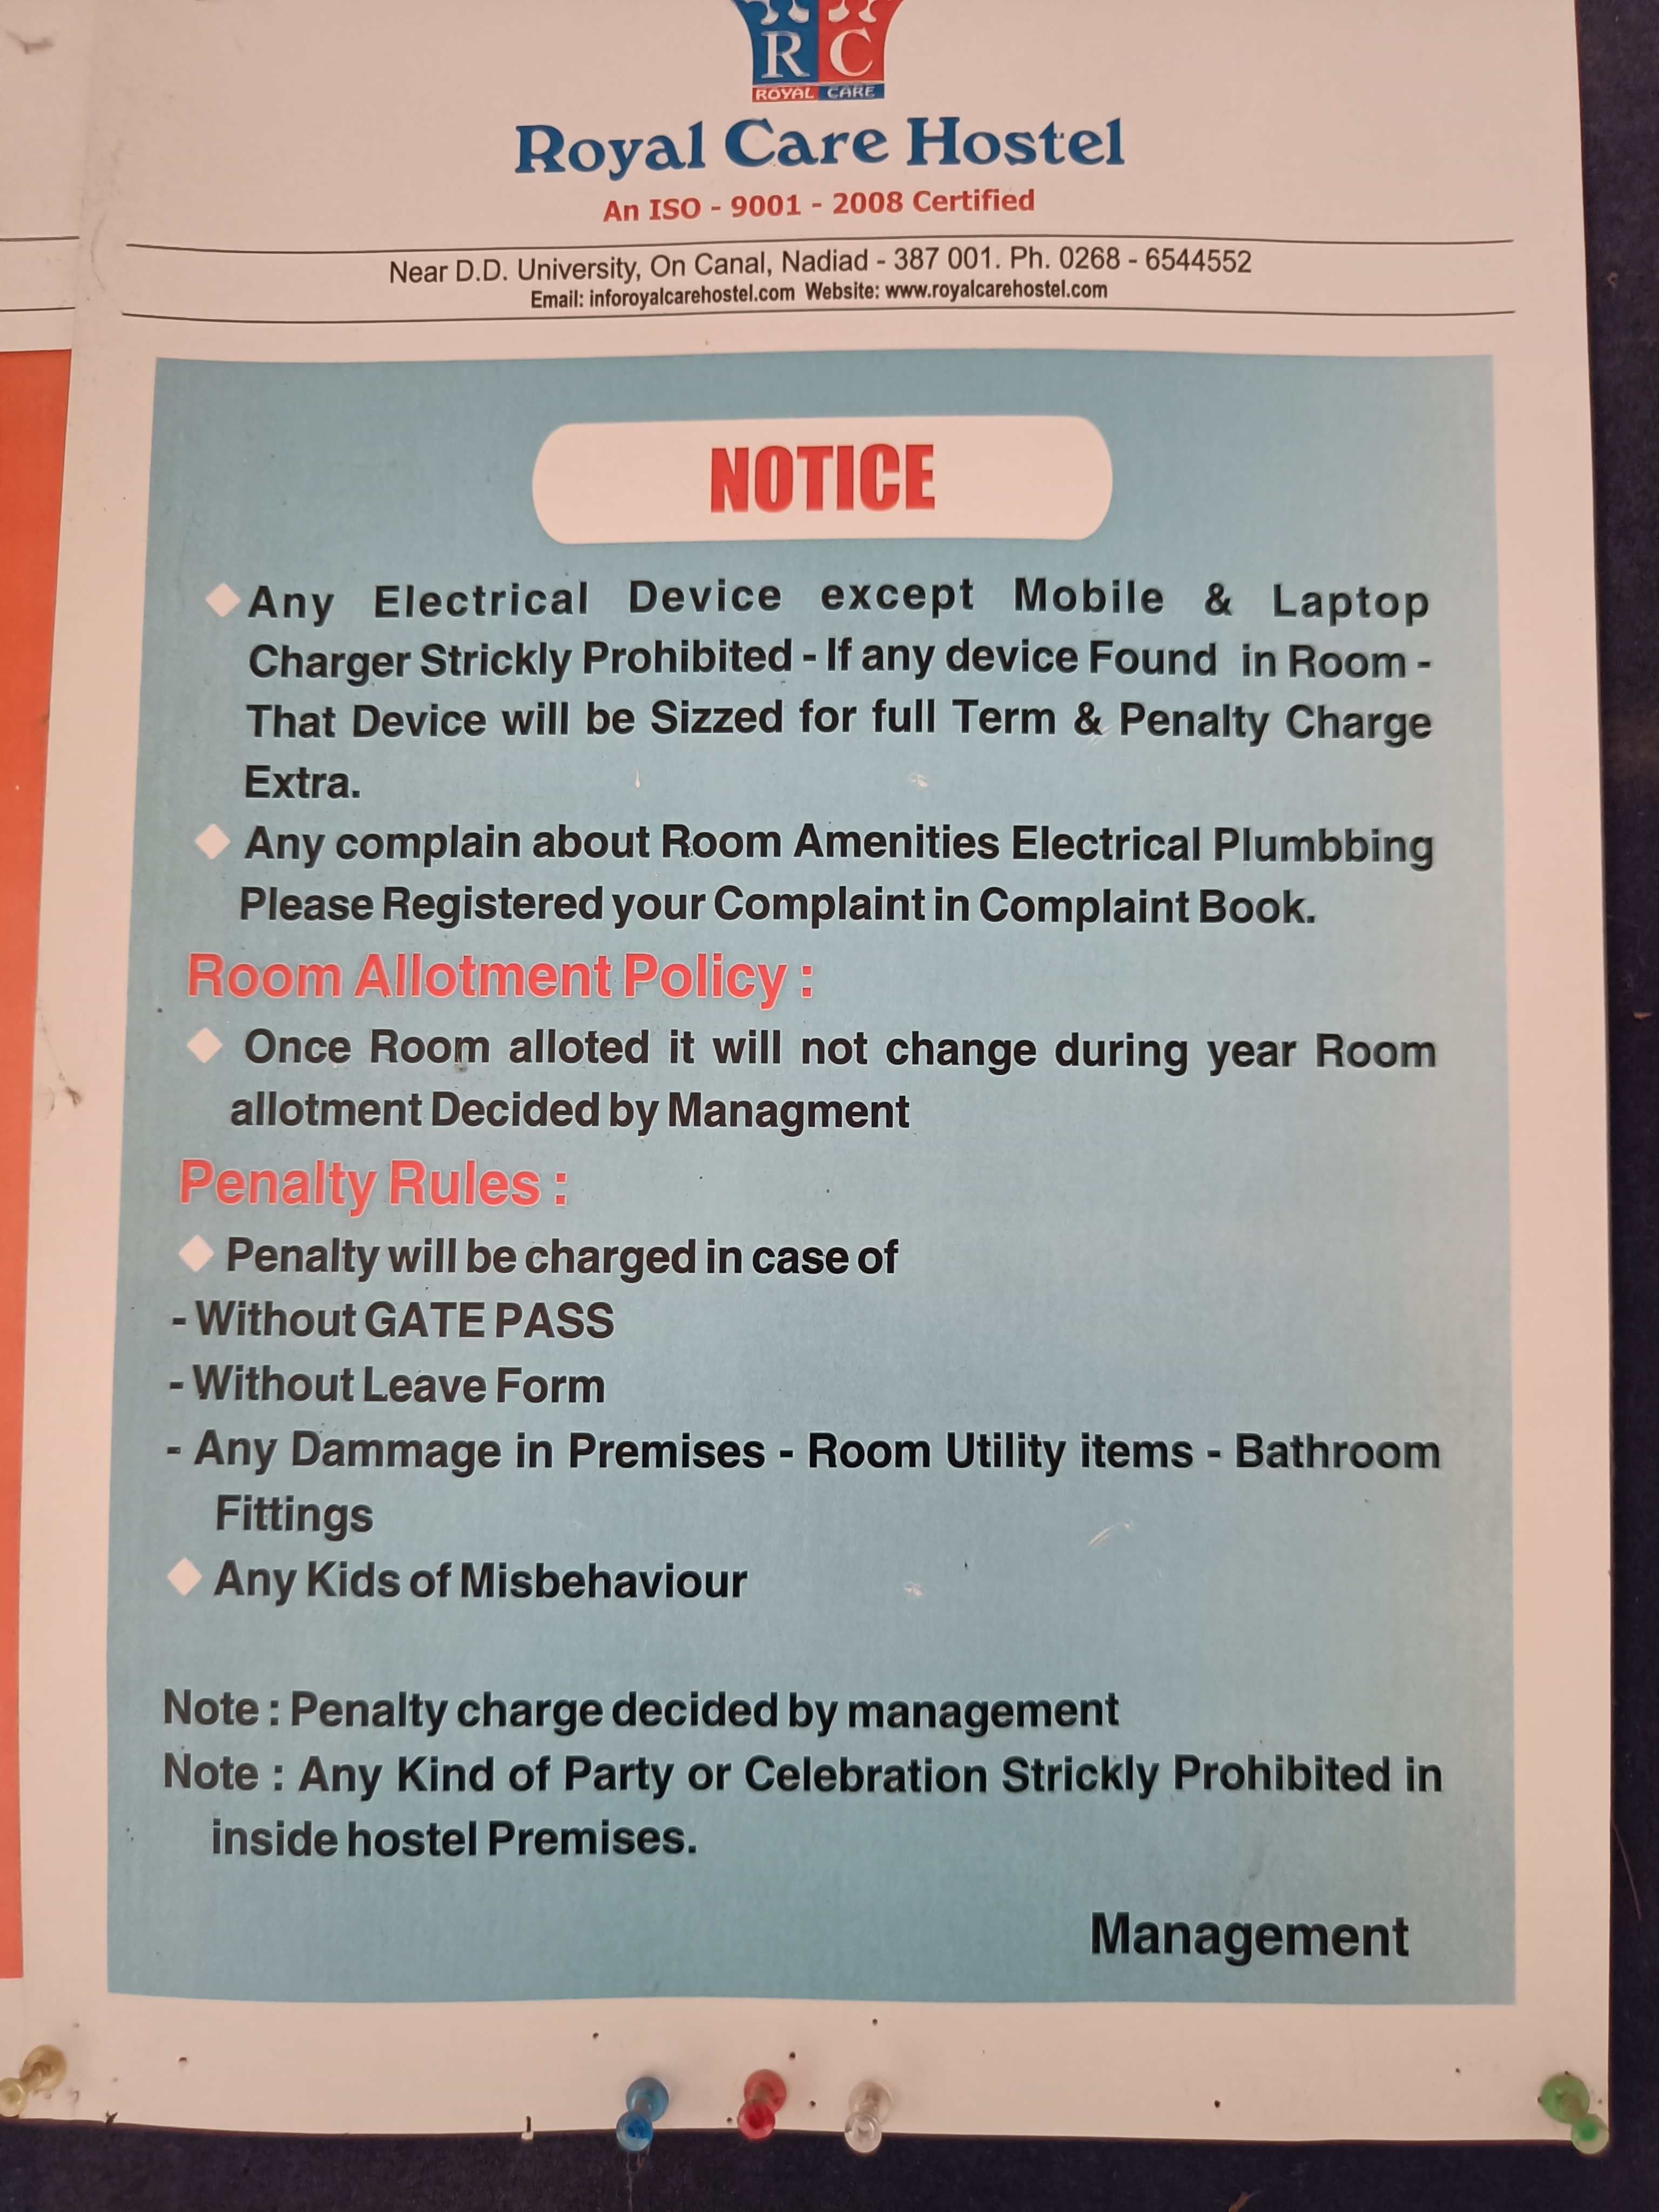 R C
ROYAL CARE
Royal Care Hostel
An ISO - 9001 - 2008 Certified
Near D.D. University, On Canal, Nadiad - 387 001. Ph. 0268 - 6544552
Email: inforoyalcarehostel.com Website: www.royalcarehostel.com
NOTICE
Any Electrical Device except Mobile & Laptop
Charger Strickly Prohibited - If any device Found in Room -
That Device will be Sizzed for full Term & Penalty Charge
Extra.
Any complain about Room Amenities Electrical Plumbbing
Please Registered your Complaint in Complaint Book.
Room Allotment Policy :
Once Room alloted it will not change during year Room
allotment Decided by Managment
Penalty Rules :
Penalty will be charged in case of
- Without GATE PASS
- Without Leave Form
- Any Dammage in Premises - Room Utility items - Bathroom
Fittings
Any Kids of Misbehaviour
Note : Penalty charge decided by management
Note : Any Kind of Party or Celebration Strickly Prohibited in
inside hostel Premises.
Management